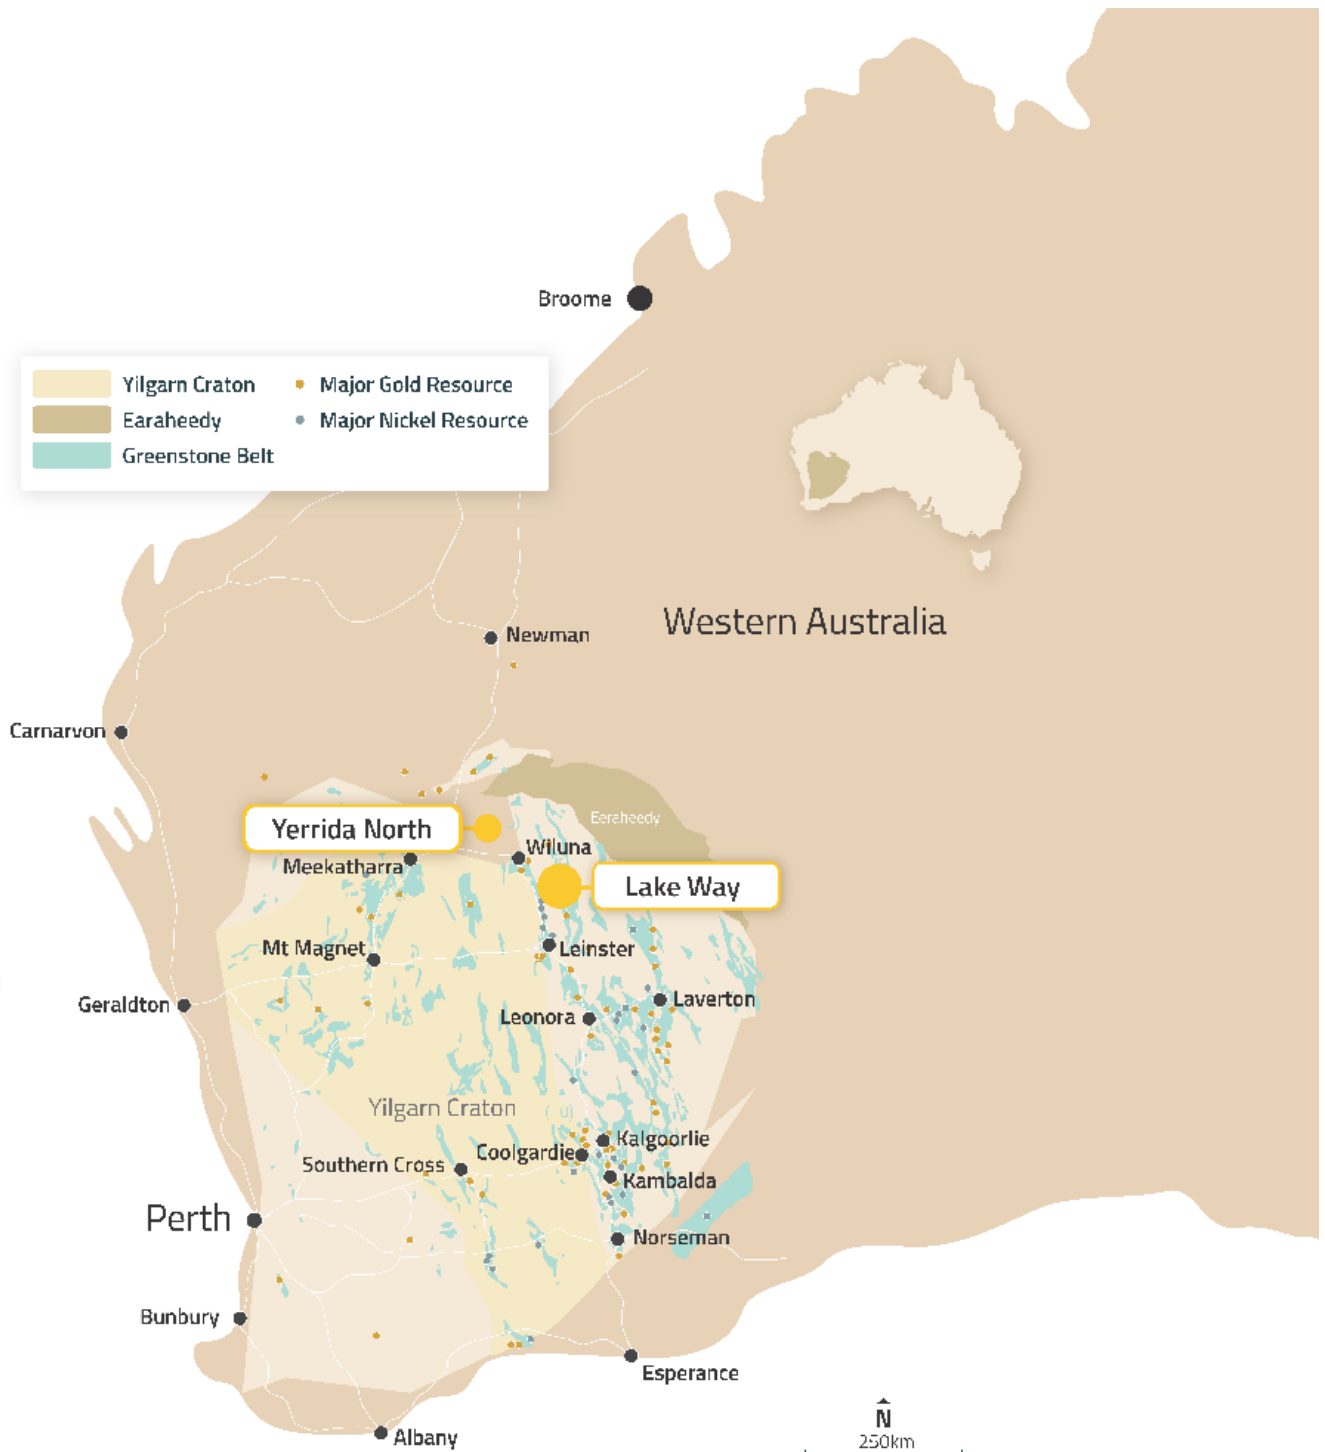 Broome
Yilgarn Craton
Major Gold Resource
Earaheedy
Major Nickel Resource
Greenstone Belt
Western Australia
Newman
Carnarvon
Eeraheedy
Yerrida North
Wiluna
Meekatharra
Lake Way
Mt Magnet
Leinster
Geraldton
Laverton
Leonora
Yilgarn Craton
Kalgoorlie
Coolgardie
Southern Cross
Kambalda
Perth
Norseman
Bunbury
Esperance
N
Albany
250km